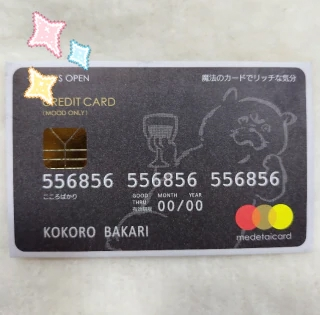 S OPEN
魔法のカードでリッチな気分
CREDIT CARD
(MOOD ONLY)
556856 556856 556856
こころばかり
GOOD THRU
有効期限
MONTH YEAR
00/00
KOKORO BAKARI
medetaicard